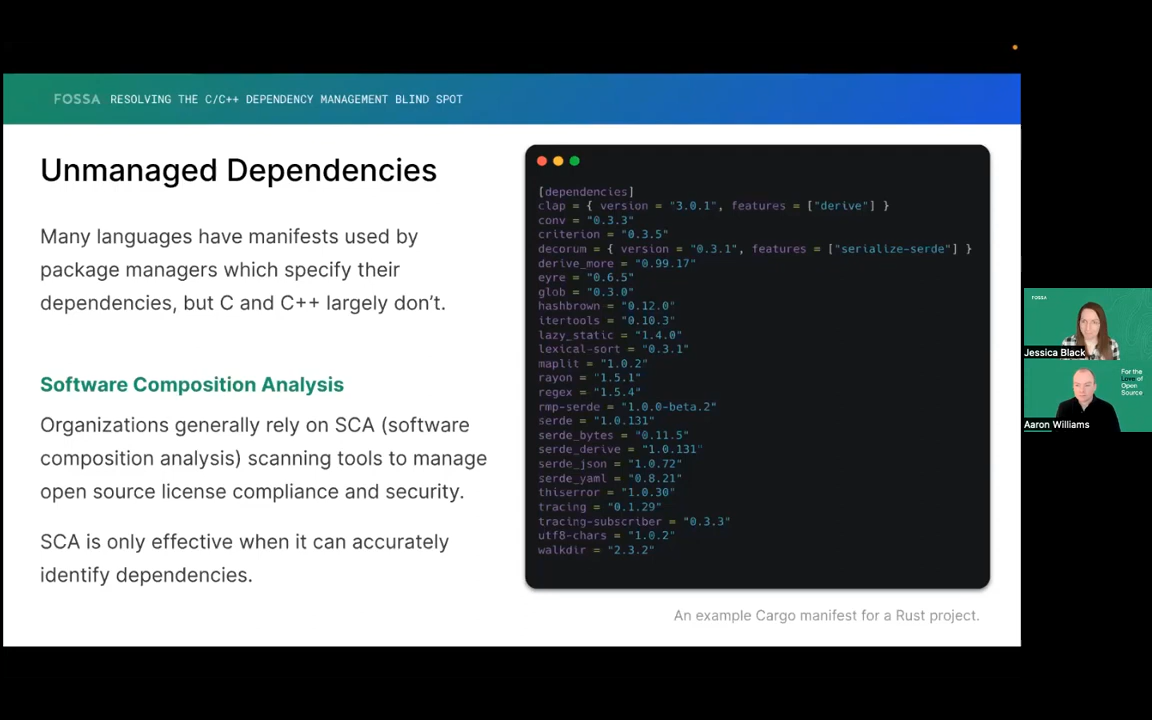 FOSSA RESOLVING THE C/C++ DEPENDENCY MANAGEMENT BLIND SPOT
Unmanaged Dependencies
Many languages have manifests used by
package managers which specify their
dependencies, but C and C++ largely don't.
Software Composition Analysis
Organizations generally rely on SCA (software
composition analysis) scanning tools to manage
open source license compliance and security.
SCA is only effective when it can accurately
identify dependencies.
[dependencies]
clap = { version = "3.0.1", features = ["derive"] }
conv = "0.3.3"
criterion = "0.3.5"
decorum = { version = "0.3.1", features = ["serialize-serde"] }
derive_more = "0.99.17"
eyre = "0.6.5"
glob = "0.3.0"
hashbrown = "0.12.0"
itertools = "0.10.3"
lazy_static = "1.4.0"
lexical-sort = "0.3.1"
maplit = "1.0.2"
rayon = "1.5.1"
regex = "1.5.4"
rmp-serde = "1.0.0-beta.2"
serde = "1.0.131"
serde_bytes = "0.11.5"
serde_derive = "1.0.131"
serde_json = "1.0.72"
serde_yaml = "0.8.21"
thiserror = "1.0.30"
tracing = "0.1.29"
tracing-subscriber = "0.3.3"
utf8-chars = "1.0.2"
walkdir = "2.3.2"
An example Cargo manifest for a Rust project.
FOSSA
Jessica Black
For the
Love of
Open
Source
Aaron Williams